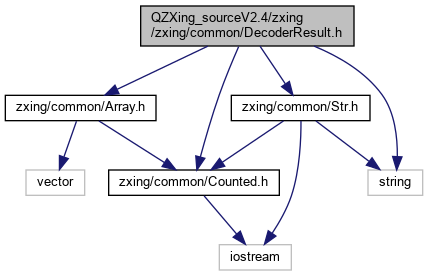 QZXing_sourceV2.4/zxing
/zxing/common/DecoderResult.h
zxing/common/Array.h
zxing/common/Str.h
vector
zxing/common/Counted.h
string
iostream